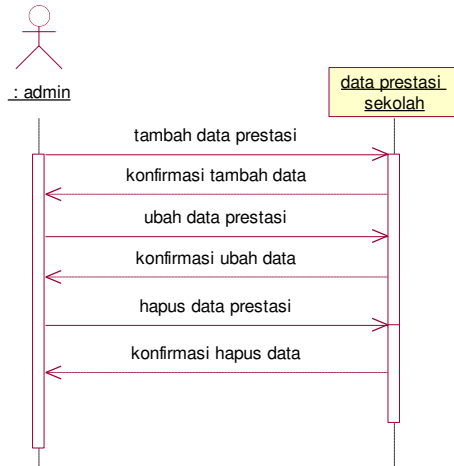 : admin
data prestasi
sekolah
tambah data prestasi
konfirmasi tambah data
ubah data prestasi
konfirmasi ubah data
hapus data prestasi
konfirmasi hapus data